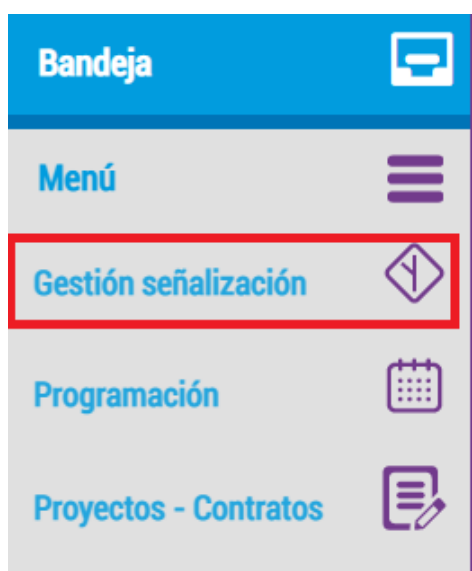 Bandeja
Menú
Gestión señalización
Programación
Proyectos - Contratos